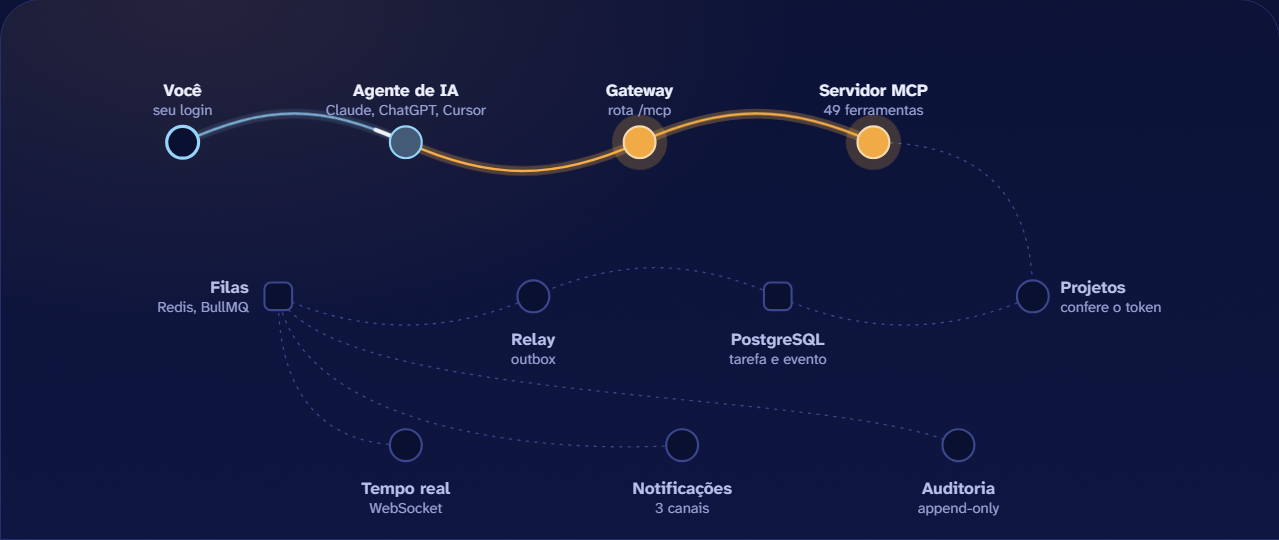 Você
seu login
Agente de IA
Claude, ChatGPT, Cursor
Gateway
rota /mcp
Servidor MCP
49 ferramentas
Filas
Redis, BullMQ
Relay
outbox
PostgreSQL
tarefa e evento
Projetos
confere o token
Tempo real
WebSocket
Notificações
3 canais
Auditoria
append-only